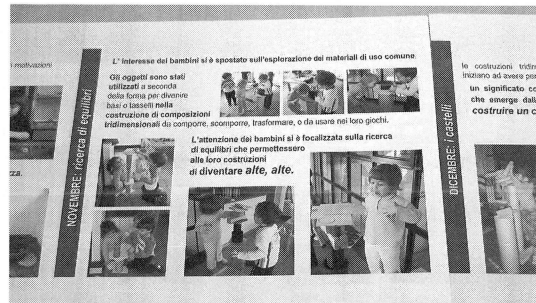 motivazioni
zza.
NOVEMBRE: ricerca di equilibri
L' interesse dei bambini si è spostato sull'esplorazione dei materiali di uso comune.
Gli oggetti sono stati
utilizzati a seconda
della forma per divenire
basi o tasselli nella
costruzione di composizioni
tridimensionali da comporre, scomporre, trasformare, o da usare nei loro giochi.
L'attenzione dei bambini si è focalizzata sulla ricerca
di equilibri che permettessero
alle loro costruzioni
di diventare alte, alte.
DICEMBRE: i castelli
le costruzioni tridim
iniziano ad avere per
un significato co
che emerge dall
costruire un c